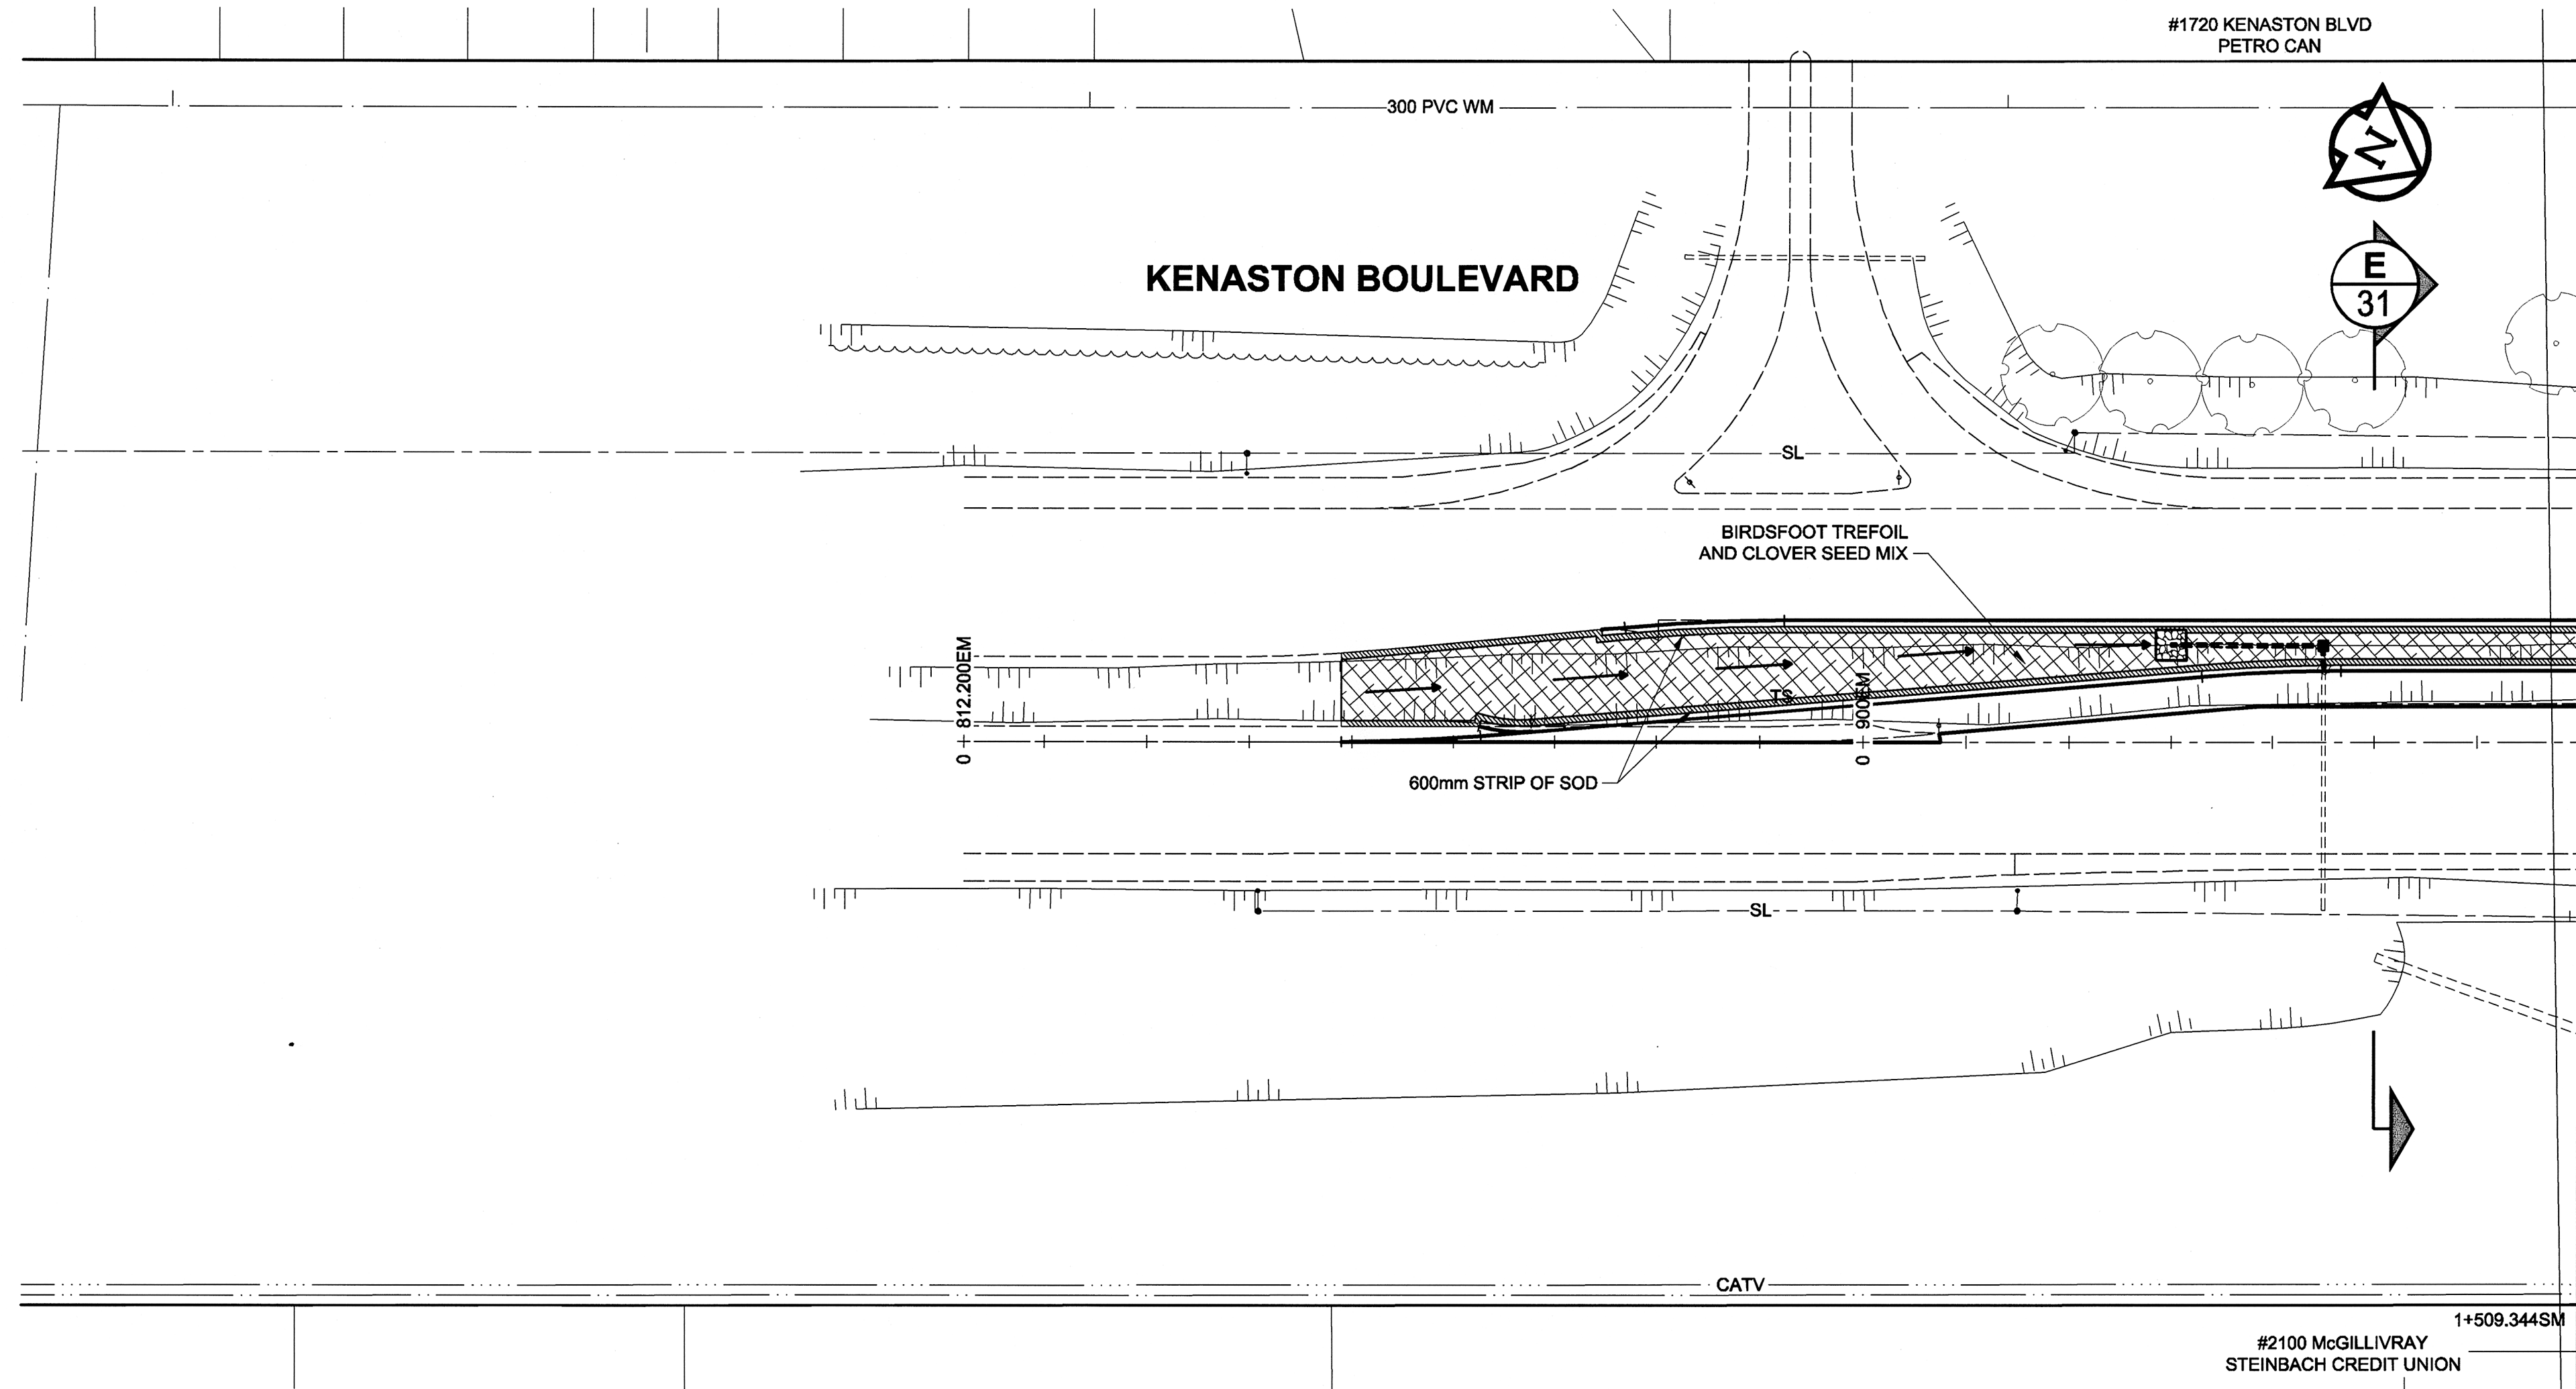 #1720 KENASTON BLVD
PETRO CAN
300 PVC WM
N
KENASTON BOULEVARD
E
31
SL
BIRDSFOOT TREFOIL
AND CLOVER SEED MIX
0 812.200EM
TS
0 900EM
600mm STRIP OF SOD
SL
CATV
1+509.344SM
#2100 McGILLIVRAY
STEINBACH CREDIT UNION